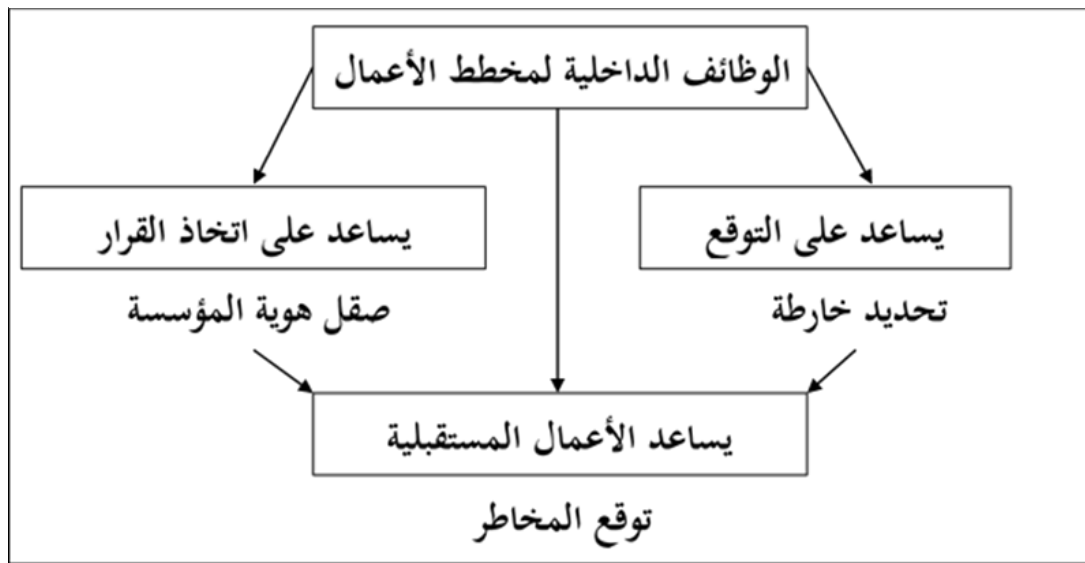 الوظائف الداخلية لمخطط الأعمال
يساعد على التوقع
يساعد على اتخاذ القرار
تحديد خارطة
صقل هوية المؤسسة
يساعد الأعمال المستقبلية
توقع المخاطر